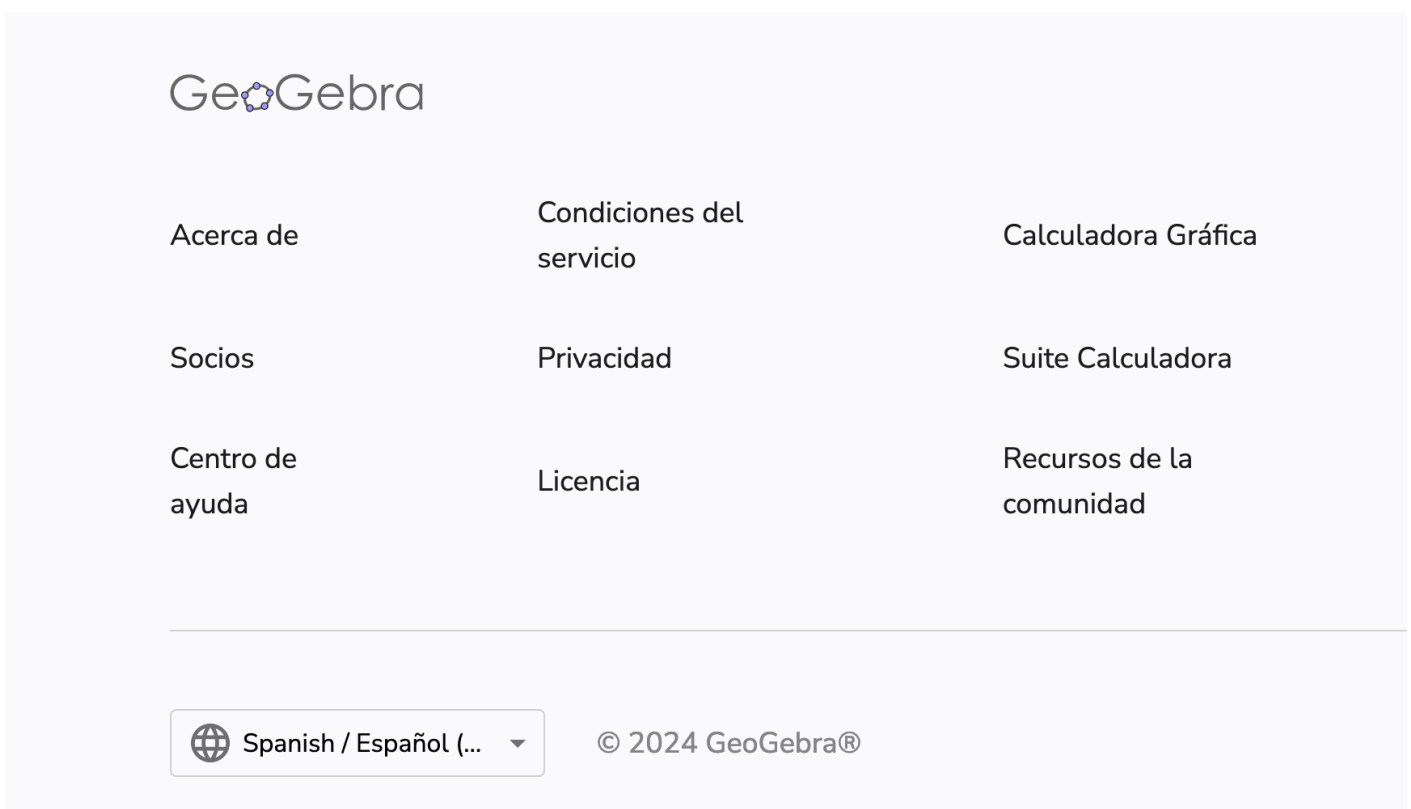 GeoGebra
Acerca de
Condiciones del
servicio
Calculadora Gráfica
Socios
Privacidad
Suite Calculadora
Centro de
ayuda
Licencia
Recursos de la
comunidad
Spanish / Español (...
© 2024 GeoGebra®